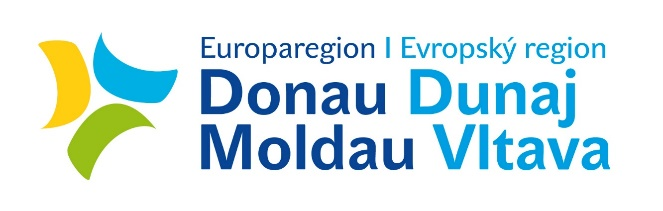 Europaregion | Evropský region
Donau Dunaj
Moldau Vltava